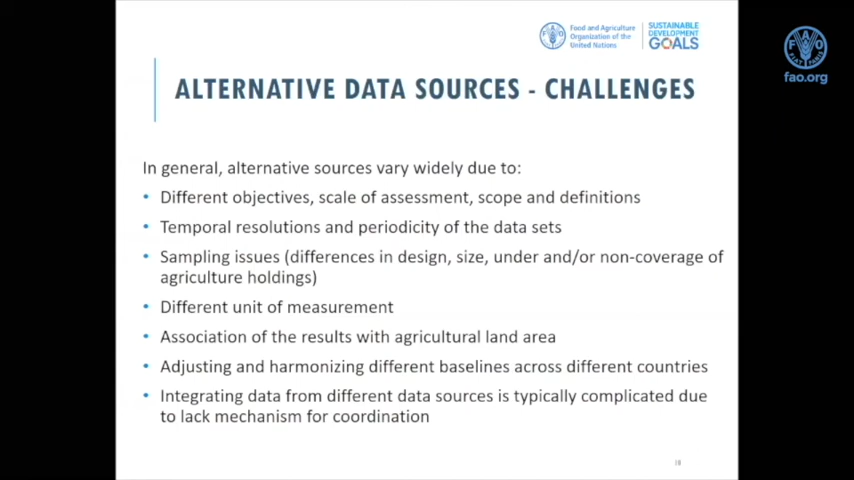 Food and Agriculture
Organization of the
United Nations
SUSTAINABLE
DEVELOPMENT
GOALS
fao.org
ALTERNATIVE DATA SOURCES - CHALLENGES
In general, alternative sources vary widely due to:
• Different objectives, scale of assessment, scope and definitions
• Temporal resolutions and periodicity of the data sets
• Sampling issues (differences in design, size, under and/or non-coverage of
agriculture holdings)
• Different unit of measurement
• Association of the results with agricultural land area
• Adjusting and harmonizing different baselines across different countries
• Integrating data from different data sources is typically complicated due
to lack mechanism for coordination